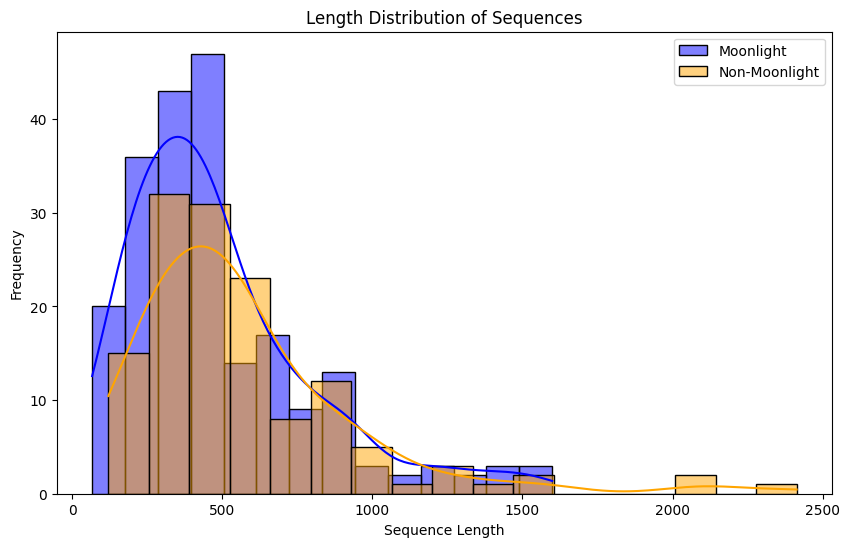 Length Distribution of Sequences
Moonlight
Non-Moonlight
Frequency
40
30
20
10
0
0 500 1000 1500 2000 2500
Sequence Length